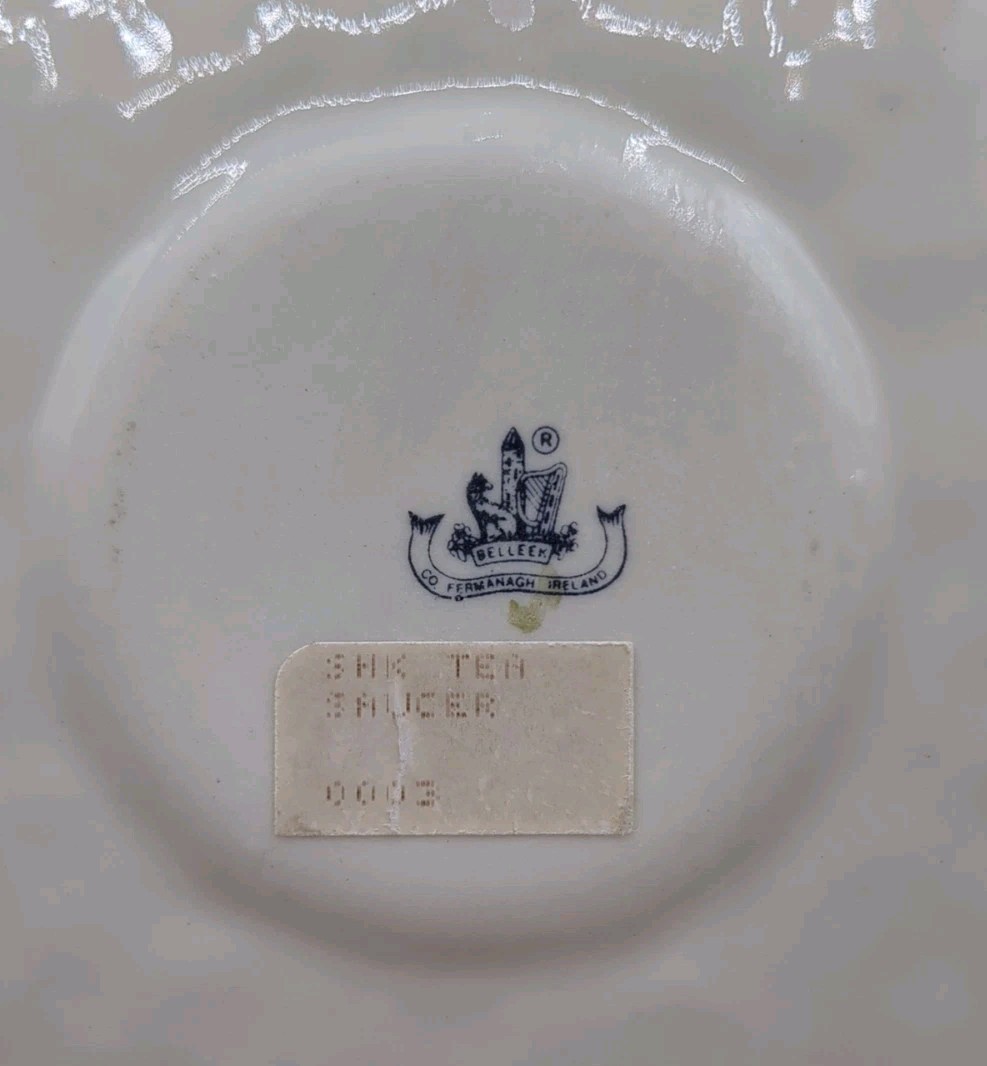 ®
BELLEEK
CO. FERMANAGH IRELAND
SHK TEA
SAUCER
0003